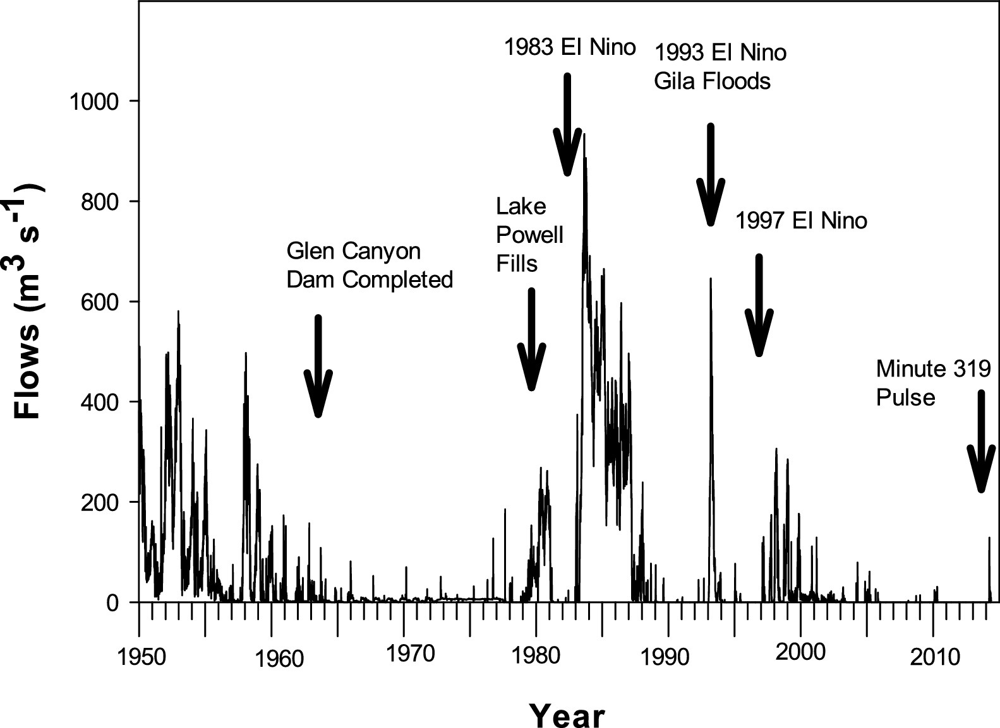 1983 El Nino
1993 El Nino
Gila Floods
1000
800
Lake
Powell
Fills
1997 El Nino
Glen Canyon
Dam Completed
600
Minute 319
Pulse
400
200
0
Flows (m³ s⁻¹)
1950 1960 1970 1980 1990 2000 2010
Year